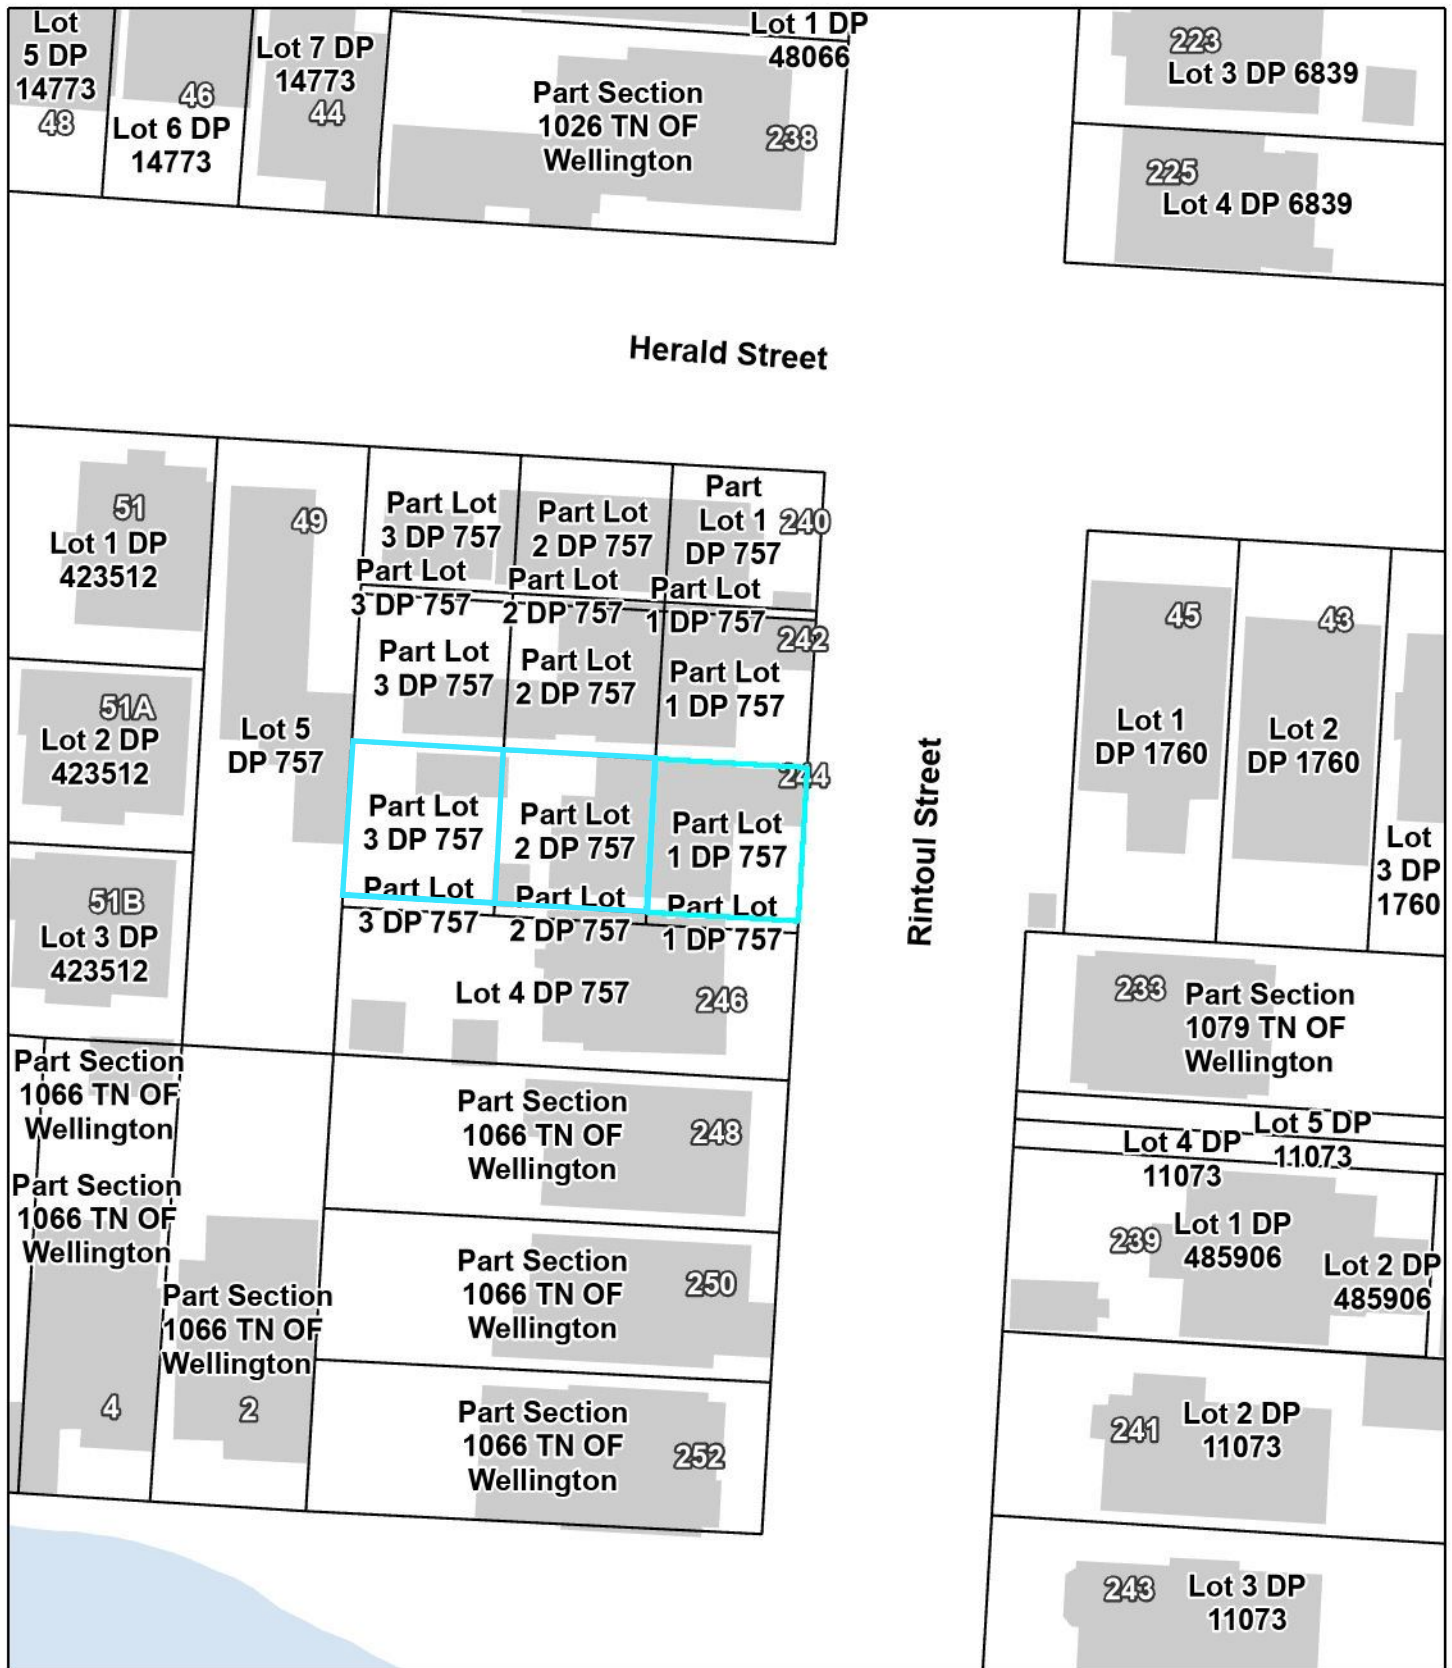 Lot
5 DP
14773
48
46
Lot 6 DP
14773
Lot 7 DP
14773
44
Part Section
1026 TN OF
Wellington
238
Lot 1 DP
48066
223
Lot 3 DP 6839
225
Lot 4 DP 6839
Herald Street
51
Lot 1 DP
423512
49
Part Lot
3 DP 757
Part Lot
2 DP 757
Part
Lot 1
DP 757
240
Part Lot
3 DP 757
Part Lot
2 DP 757
Part Lot
1 DP 757
242
Part Lot
3 DP 757
Part Lot
2 DP 757
Part Lot
1 DP 757
45
43
51A
Lot 2 DP
423512
Lot 5
DP 757
Lot 1
DP 1760
Lot 2
DP 1760
244
Part Lot
3 DP 757
Part Lot
2 DP 757
Part Lot
1 DP 757
Rintoul Street
Lot
3 DP
1760
51B
Lot 3 DP
423512
Part Lot
3 DP 757
Part Lot
2 DP 757
Part Lot
1 DP 757
Lot 4 DP 757
246
233
Part Section
1079 TN OF
Wellington
Part Section
1066 TN OF
Wellington
Part Section
1066 TN OF
Wellington
248
Lot 5 DP
11073
Lot 4 DP
11073
Part Section
1066 TN OF
Wellington
239
Lot 1 DP
485906
Lot 2 DP
485906
Part Section
1066 TN OF
Wellington
250
Part Section
1066 TN OF
Wellington
4
2
Part Section
1066 TN OF
Wellington
252
241
Lot 2 DP
11073
243
Lot 3 DP
11073